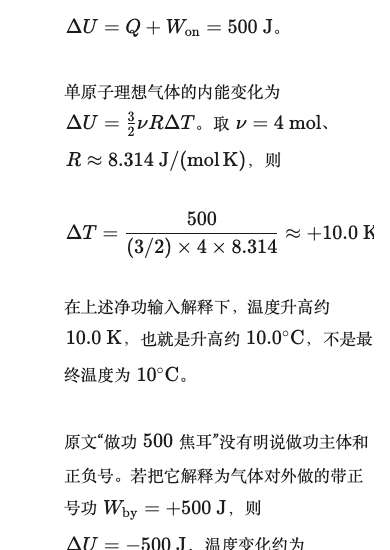 ΔU = Q + W_on = 500 J。
单原子理想气体的内能变化为
ΔU = 3/2 νRΔT。取 ν = 4 mol、
R ≈ 8.314 J/(mol K)，则
ΔT = 500 / ((3/2) × 4 × 8.314) ≈ +10.0 K
在上述净功输入解释下，温度升高约
10.0 K，也就是升高约 10.0°C，不是最
终温度为 10°C。
原文“做功 500 焦耳”没有明说做功主体和
正负号。若把它解释为气体对外做的带正
号功 W_by = +500 J，则
ΔU = −500 J，温度变化约为